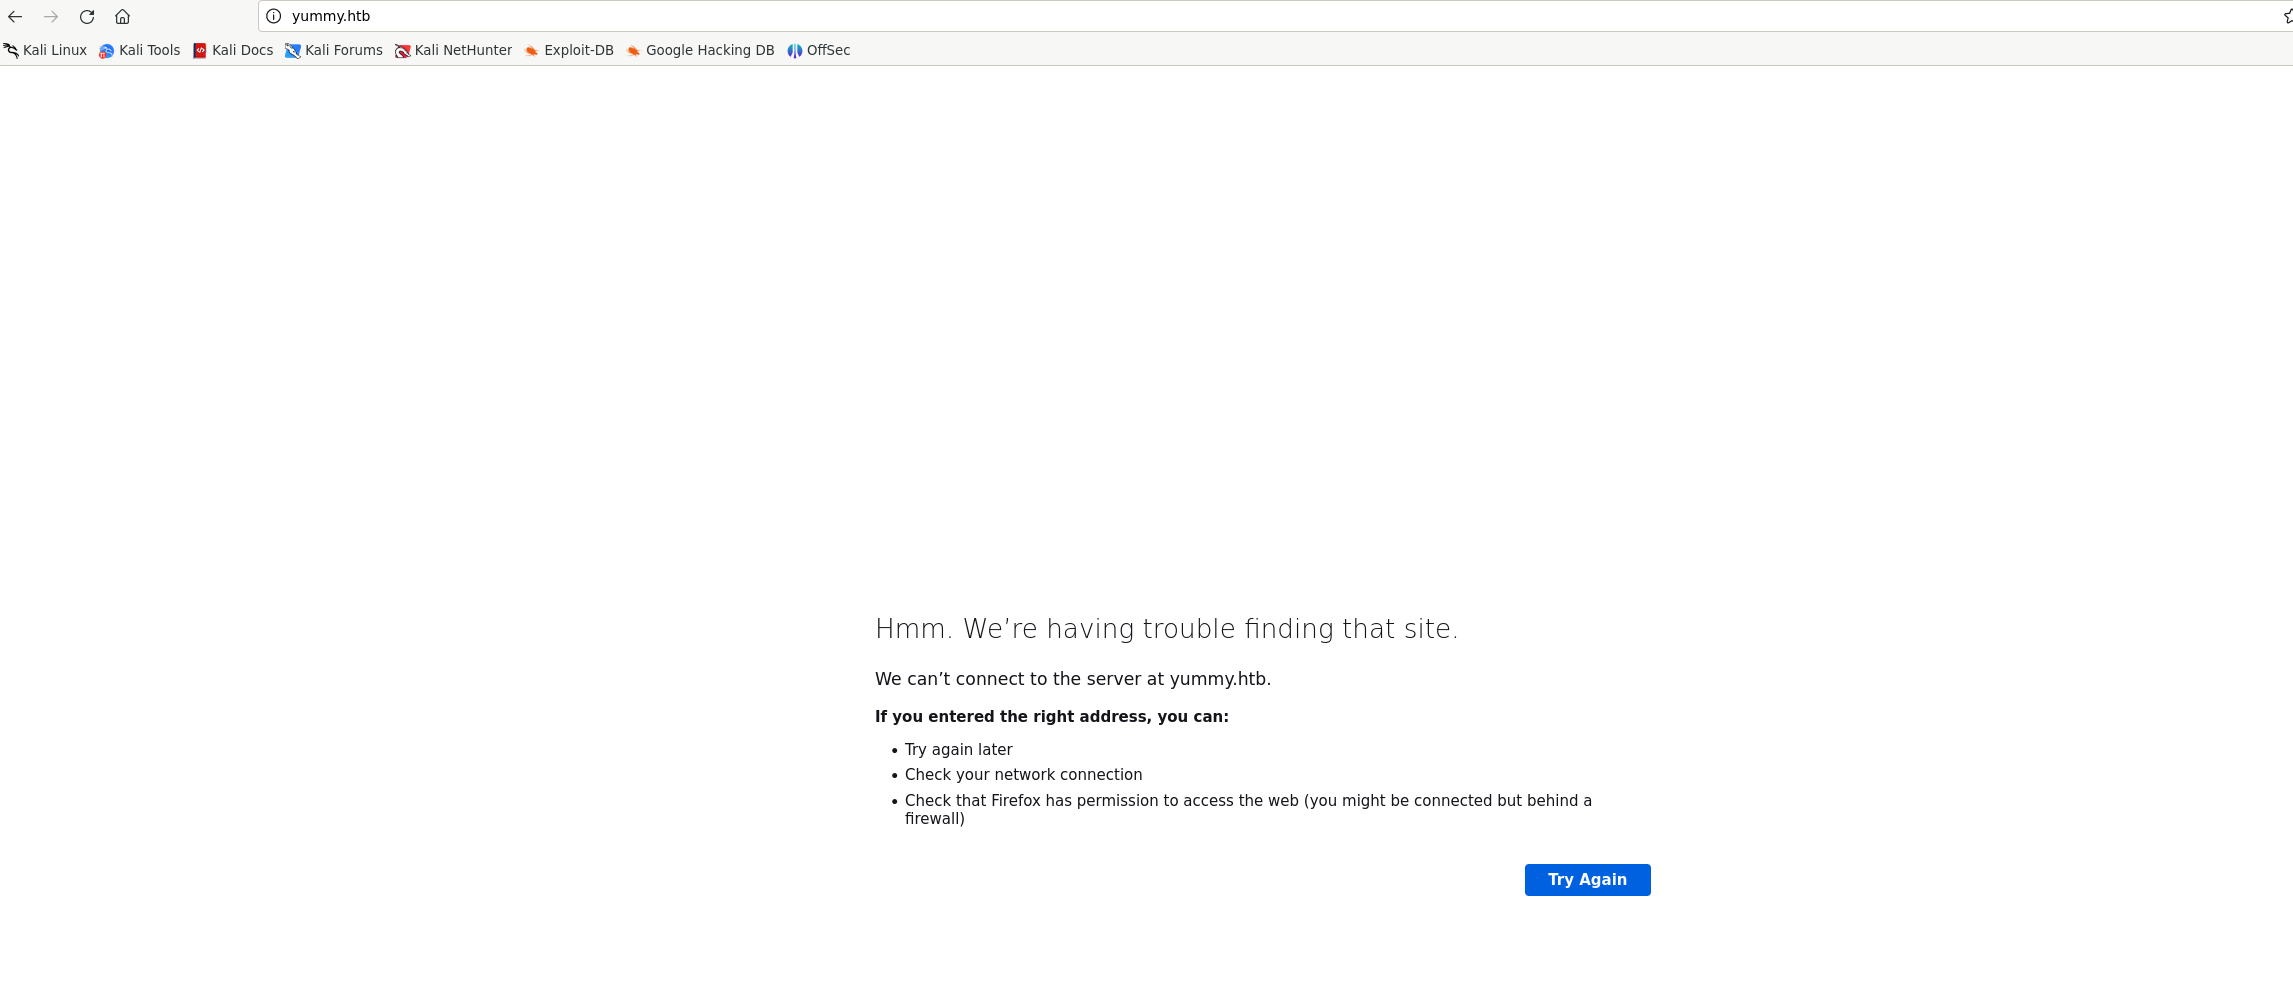 yummy.htb
Kali Linux Kali Tools Kali Docs Kali Forums Kali NetHunter Exploit-DB Google Hacking DB OffSec
Hmm. We're having trouble finding that site.
We can’t connect to the server at yummy.htb.
If you entered the right address, you can:
• Try again later
• Check your network connection
• Check that Firefox has permission to access the web (you might be connected but behind a
firewall)
Try Again